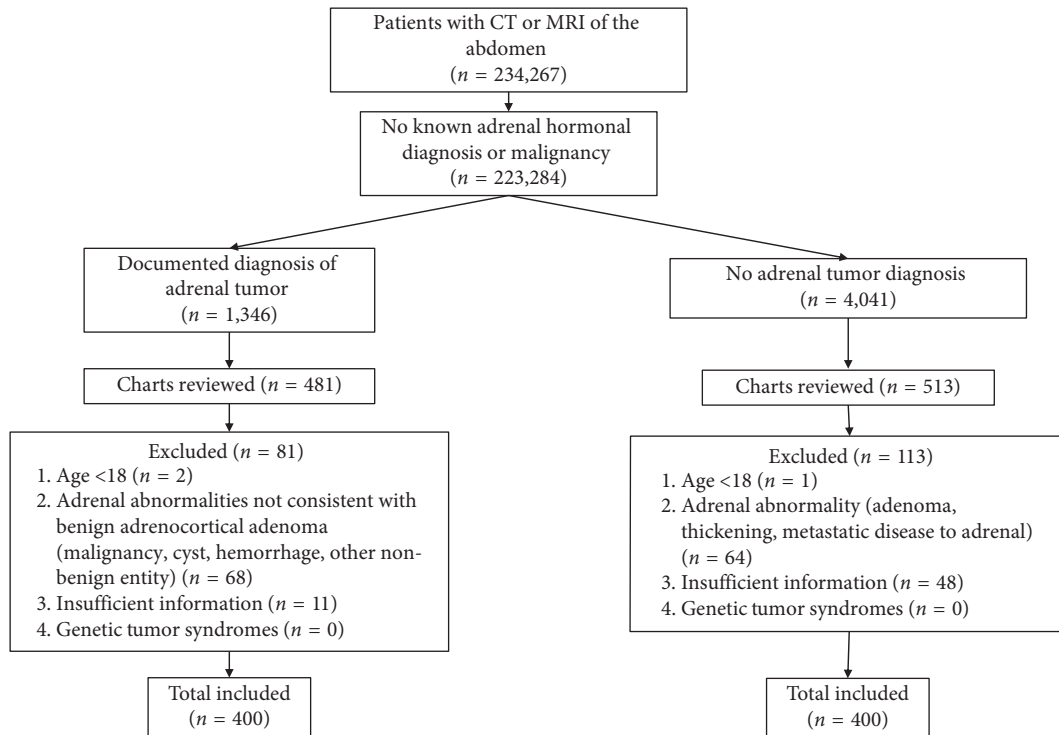 Patients with CT or MRI of the
abdomen
(n = 234,267)
No known adrenal hormonal
diagnosis or malignancy
(n = 223,284)
Documented diagnosis of
adrenal tumor
(n = 1,346)
Charts reviewed (n = 481)
Excluded (n = 81)
1. Age <18 (n = 2)
2. Adrenal abnormalities not consistent with
benign adrenocortical adenoma
(malignancy, cyst, hemorrhage, other non-
benign entity) (n = 68)
3. Insufficient information (n = 11)
4. Genetic tumor syndromes (n = 0)
Total included
(n = 400)
No adrenal tumor diagnosis
(n = 4,041)
Charts reviewed (n = 513)
Excluded (n = 113)
1. Age <18 (n = 1)
2. Adrenal abnormality (adenoma,
thickening, metastatic disease to adrenal)
(n = 64)
3. Insufficient information (n = 48)
4. Genetic tumor syndromes (n = 0)
Total included
(n = 400)